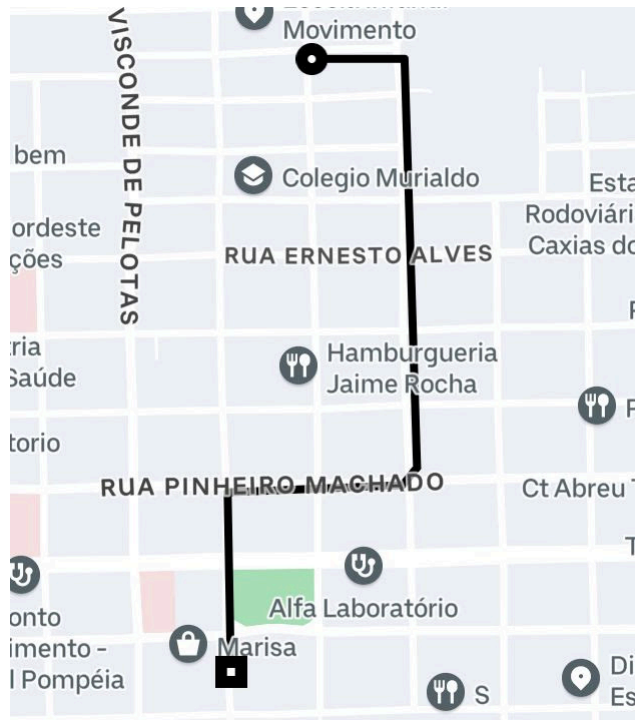 Movimento
VISCONDE DE PELOTAS
bem
Colegio Murialdo
Esta
ordeste
ções
Rodoviári
Caxias do
RUA ERNESTO ALVES
Hamburgueria
Jaime Rocha
ria
Saúde
torio
RUA PINHEIRO MACHADO
Ct Abreu
Alfa Laboratório
onto
imento -
l Pompéia
Marisa
S
Di
Es